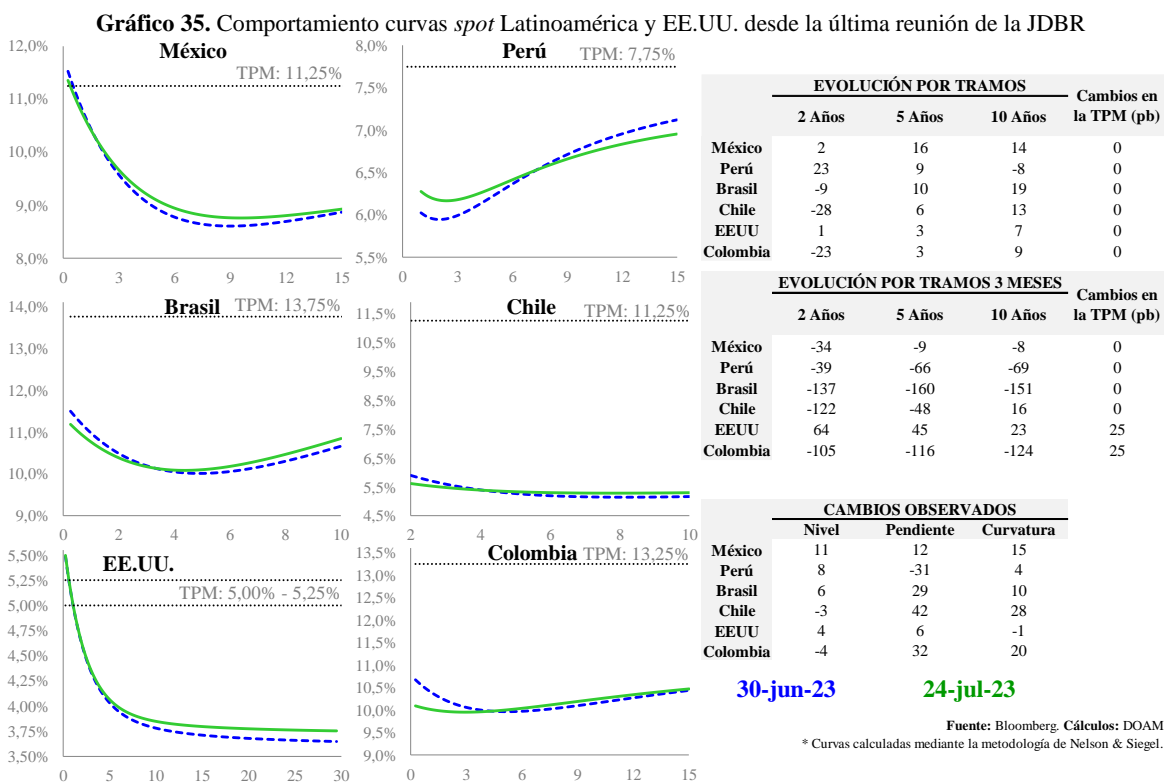 Gráfico 35. Comportamiento curvas spot Latinoamérica y EE.UU. desde la última reunión de la JDBR
México
TPM: 11,25%
12,0%
11,0%
10,0%
9,0%
8,0%
0 3 6 9 12 15
Perú
TPM: 7,75%
8,0%
7,5%
7,0%
6,5%
6,0%
5,5%
0 3 6 9 12 15
Brasil
TPM: 13,75%
14,0%
13,0%
12,0%
11,0%
10,0%
9,0%
0 2 4 6 8 10
Chile
TPM: 11,25%
11,5%
10,5%
9,5%
8,5%
7,5%
6,5%
5,5%
4,5%
2 4 6 8 10
EE.UU.
TPM: 5,00% - 5,25%
5,50%
5,25%
5,00%
4,75%
4,50%
4,25%
4,00%
3,75%
3,50%
0 5 10 15 20 25 30
Colombia
TPM: 13,25%
13,5%
13,0%
12,5%
12,0%
11,5%
11,0%
10,5%
10,0%
9,5%
9,0%
0 3 6 9 12 15
EVOLUCIÓN POR TRAMOS
Cambios en
la TPM (pb)
2 Años 5 Años 10 Años
México 2 16 14 0
Perú 23 9 -8 0
Brasil -9 10 19 0
Chile -28 6 13 0
EEUU 1 3 7 0
Colombia -23 3 9 0
EVOLUCIÓN POR TRAMOS 3 MESES
Cambios en
la TPM (pb)
2 Años 5 Años 10 Años
México -34 -9 -8 0
Perú -39 -66 -69 0
Brasil -137 -160 -151 0
Chile -122 -48 16 0
EEUU 64 45 23 25
Colombia -105 -116 -124 25
CAMBIOS OBSERVADOS
Nivel Pendiente Curvatura
México 11 12 15
Perú 8 -31 4
Brasil 6 29 10
Chile -3 42 28
EEUU 4 6 -1
Colombia -4 32 20
30-jun-23 24-jul-23
Fuente: Bloomberg. Cálculos: DOAM
* Curvas calculadas mediante la metodología de Nelson & Siegel.